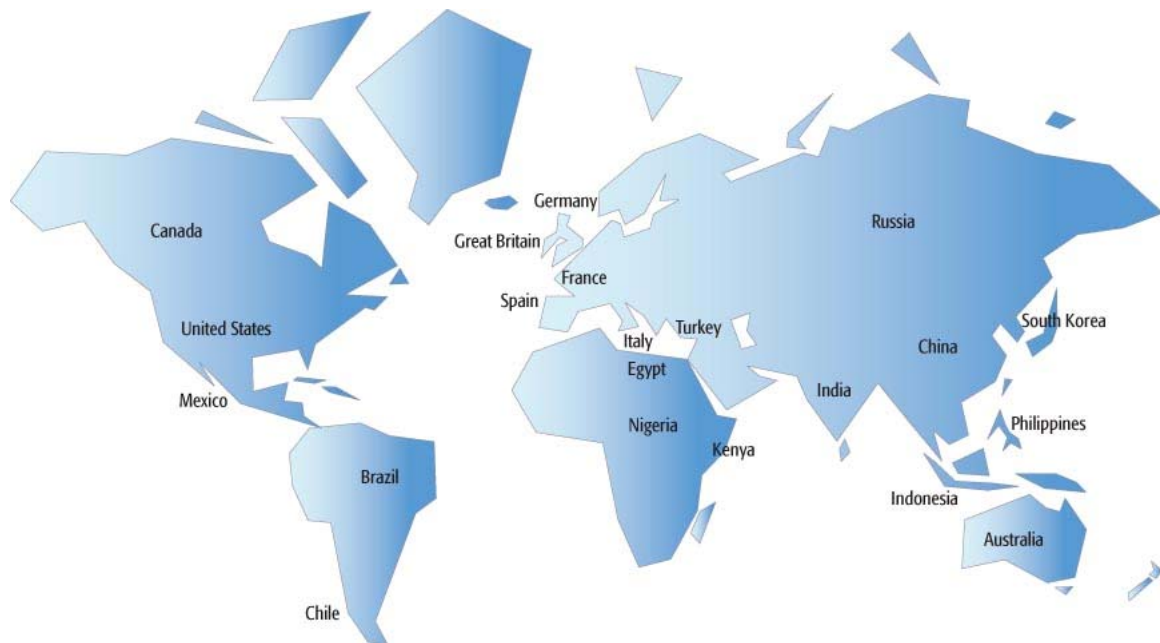 Germany
Canada
Russia
Great Britain
France
Spain
United States
Italy
Turkey
South Korea
China
Egypt
India
Mexico
Nigeria
Philippines
Kenya
Brazil
Indonesia
Australia
Chile